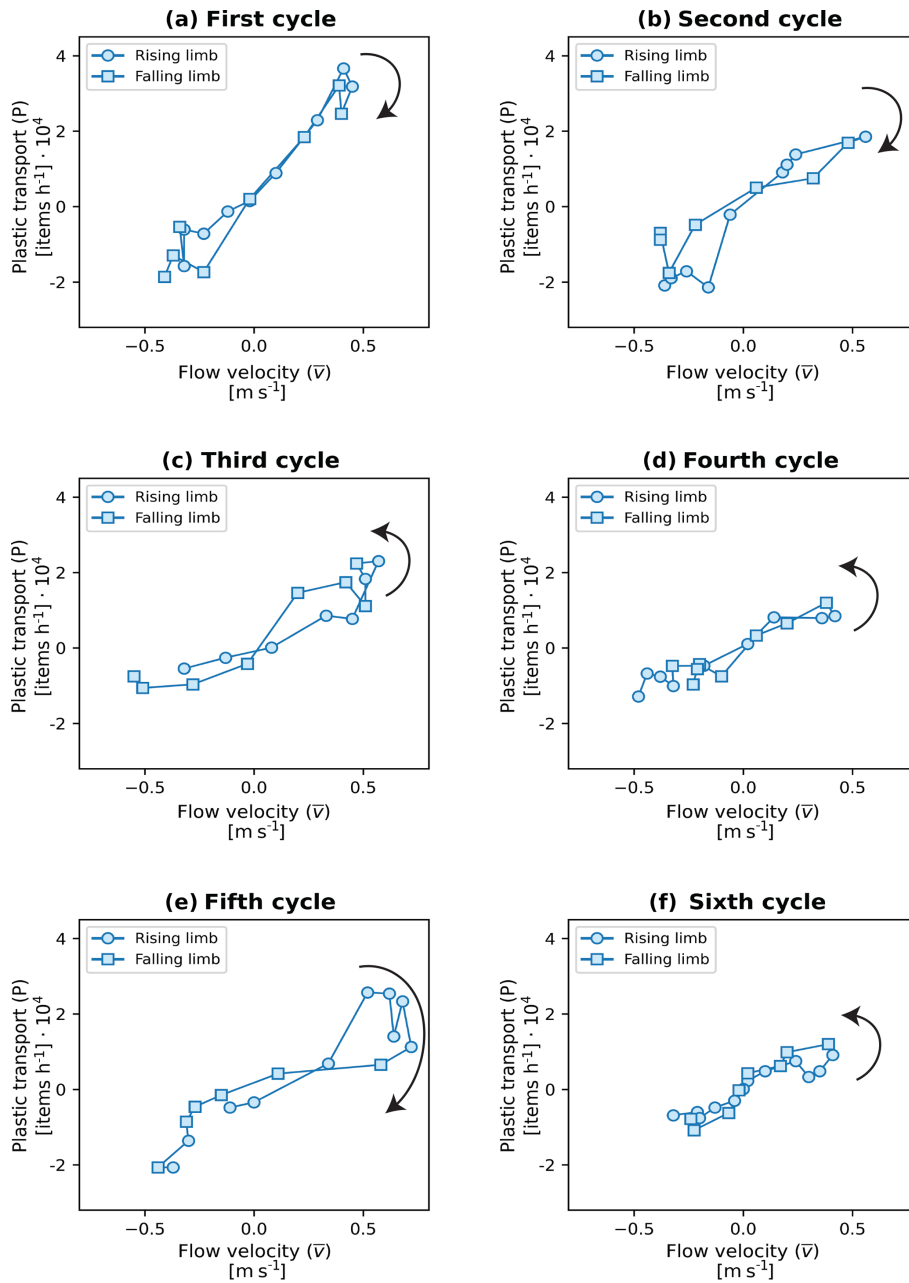 (a) First cycle
Rising limb
Falling limb
4
2
0
-2
Plastic transport (P)
[items h⁻¹] · 10⁴
−0.5
0.0
0.5
Flow velocity (v̅)
[m s⁻¹]
(b) Second cycle
Rising limb
Falling limb
4
2
0
-2
Plastic transport (P)
[items h⁻¹] · 10⁴
−0.5
0.0
0.5
Flow velocity (v̅)
[m s⁻¹]
(c) Third cycle
Rising limb
Falling limb
4
2
0
-2
Plastic transport (P)
[items h⁻¹] · 10⁴
−0.5
0.0
0.5
Flow velocity (v̅)
[m s⁻¹]
(d) Fourth cycle
Rising limb
Falling limb
4
2
0
-2
Plastic transport (P)
[items h⁻¹] · 10⁴
−0.5
0.0
0.5
Flow velocity (v̅)
[m s⁻¹]
(e) Fifth cycle
Rising limb
Falling limb
4
2
0
-2
Plastic transport (P)
[items h⁻¹] · 10⁴
−0.5
0.0
0.5
Flow velocity (v̅)
[m s⁻¹]
(f) Sixth cycle
Rising limb
Falling limb
4
2
0
-2
Plastic transport (P)
[items h⁻¹] · 10⁴
−0.5
0.0
0.5
Flow velocity (v̅)
[m s⁻¹]